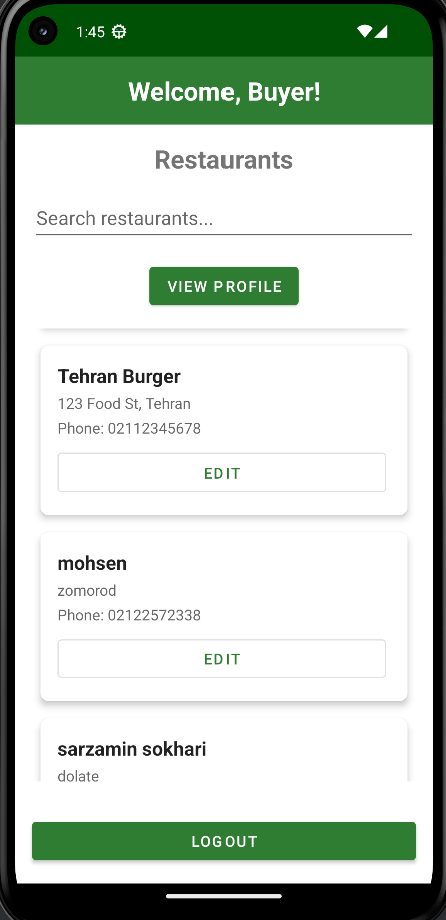 1:45
Welcome, Buyer!
Restaurants
Search restaurants...
VIEW PROFILE
Tehran Burger
123 Food St, Tehran
Phone: 02112345678
EDIT
mohsen
zomorod
Phone: 02122572338
EDIT
sarzamin sokhari
dolate
LOGOUT